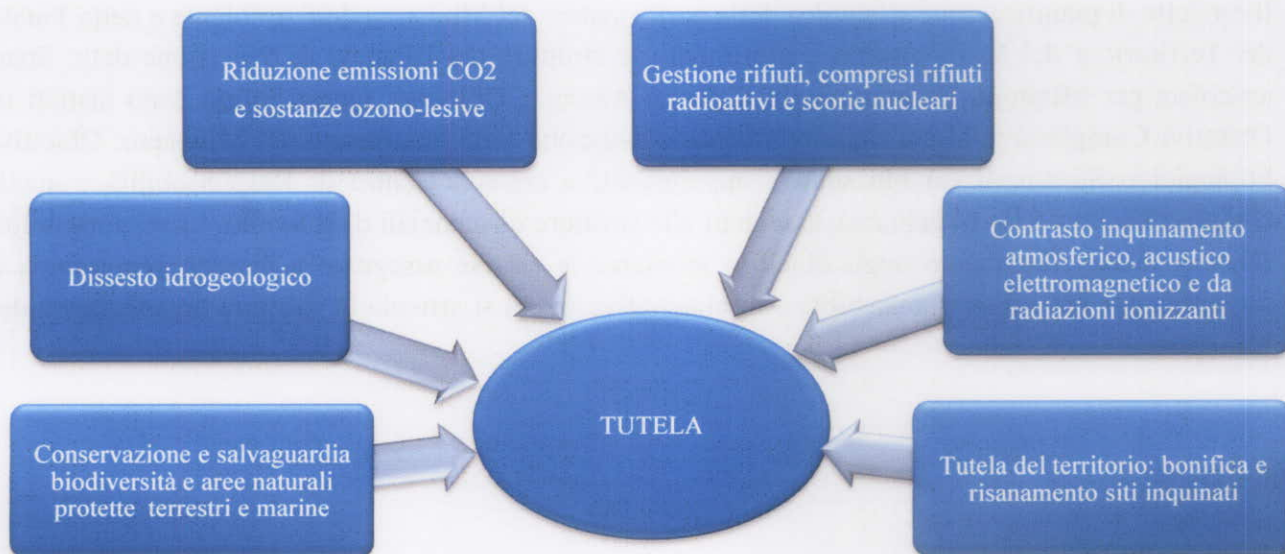 Riduzione emissioni CO2
e sostanze ozono-lesive
Gestione rifiuti, compresi rifiuti
radioattivi e scorie nucleari
Dissesto idrogeologico
Contrasto inquinamento
atmosferico, acustico
elettromagnetico e da
radiazioni ionizzanti
TUTELA
Conservazione e salvaguardia
biodiversità e aree naturali
protette terrestri e marine
Tutela del territorio: bonifica e
risanamento siti inquinati